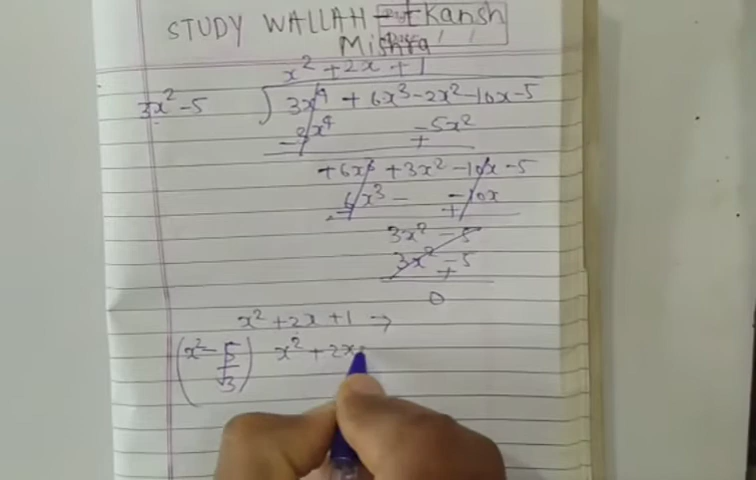 STUDY WALLAH - Ekansh
Mishra
x² + 2x + 1
3x² - 5 ) 3x⁴ + 6x³ - 2x² - 10x - 5
3x⁴ - 5x²
- +
+ 6x³ + 3x² - 10x - 5
6x³ - 10x
- +
3x² - 5
3x² - 5
- +
0
x² + 2x + 1 →
(x² - 5/3) x² + 2x